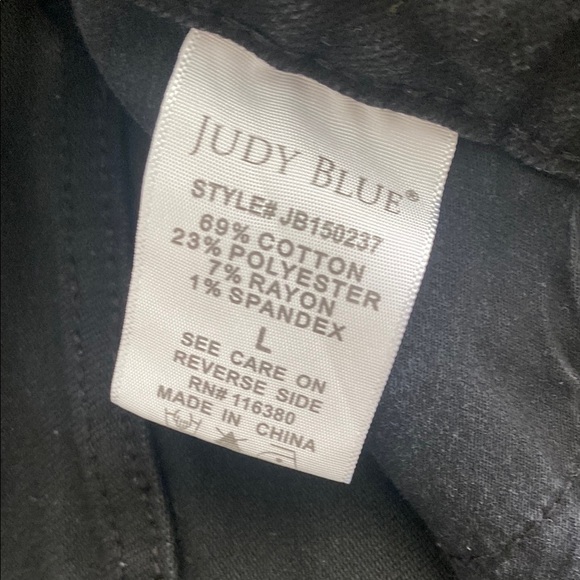 JUDY BLUE®
STYLE# JB150237
69% COTTON
23% POLYESTER
7% RAYON
1% SPANDEX
L
SEE CARE ON
REVERSE SIDE
RN# 116380
MADE IN CHINA